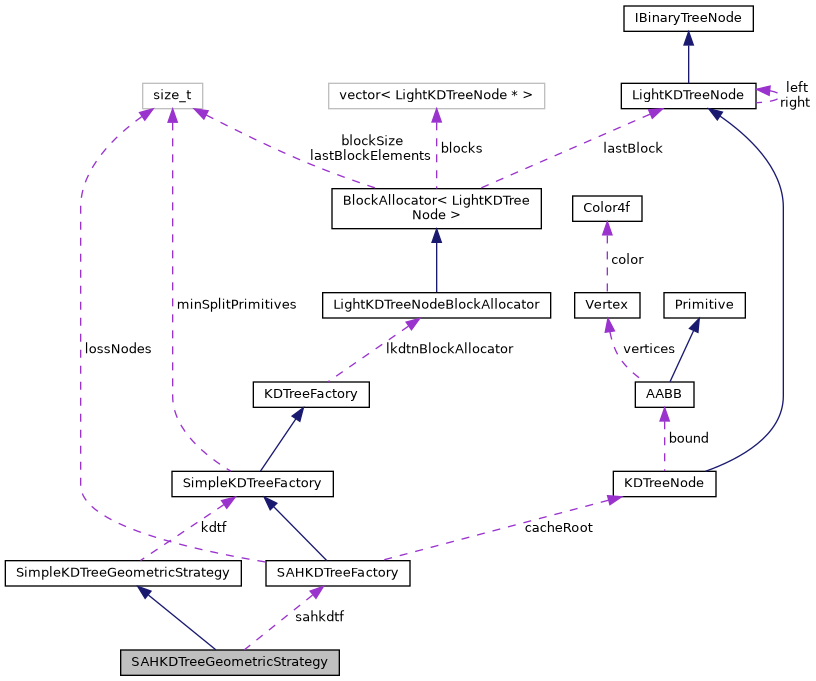 IBinaryTreeNode
size_t
vector< LightKDTreeNode * >
LightKDTreeNode
left
right
blockSize
lastBlockElements
blocks
lastBlock
BlockAllocator< LightKDTree
Node >
Color4f
color
minSplitPrimitives
LightKDTreeNodeBlockAllocator
Vertex
Primitive
lossNodes
lkdtnBlockAllocator
vertices
KDTreeFactory
AABB
bound
SimpleKDTreeFactory
KDTreeNode
kdtf
cacheRoot
SimpleKDTreeGeometricStrategy
SAHKDTreeFactory
sahkdtf
SAHKDTreeGeometricStrategy